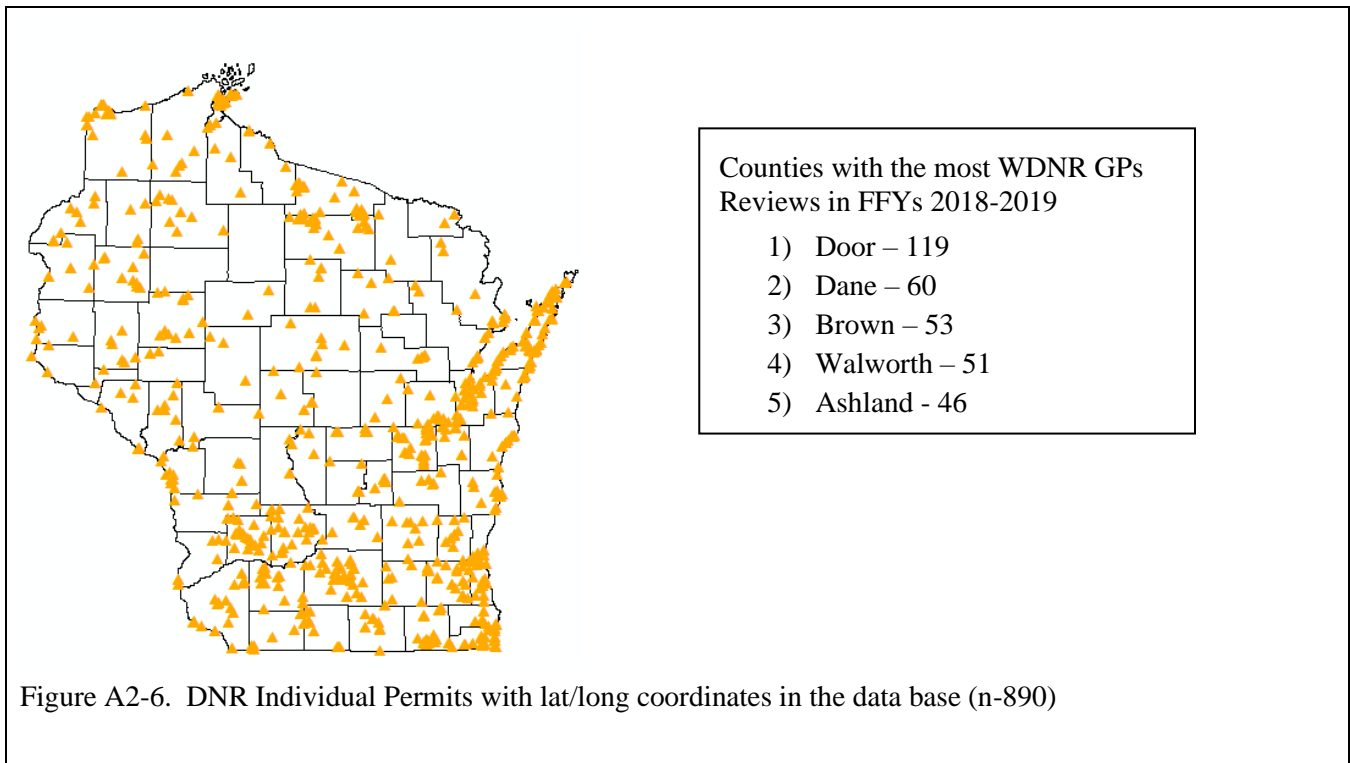 Counties with the most WDNR GPs
Reviews in FFYs 2018-2019
1) Door – 119
2) Dane – 60
3) Brown – 53
4) Walworth – 51
5) Ashland - 46
Figure A2-6. DNR Individual Permits with lat/long coordinates in the data base (n-890)